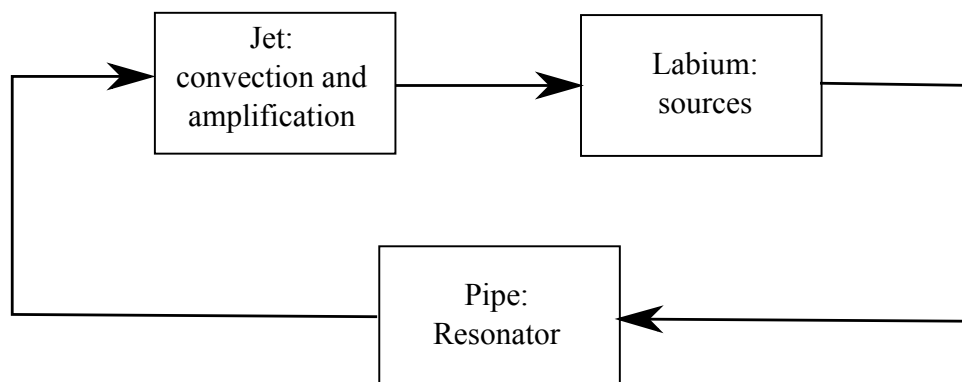 Jet:
convection and
amplification
Labium:
sources
Pipe:
Resonator